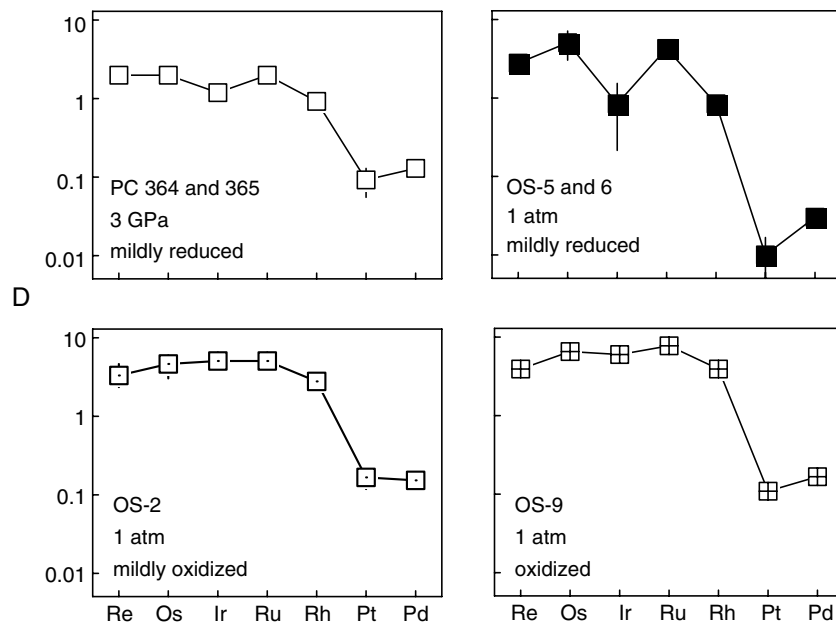 10
1
0.1
0.01
PC 364 and 365
3 GPa
mildly reduced
OS-5 and 6
1 atm
mildly reduced
D
10
1
0.1
0.01
OS-2
1 atm
mildly oxidized
OS-9
1 atm
oxidized
Re Os Ir Ru Rh Pt Pd
Re Os Ir Ru Rh Pt Pd